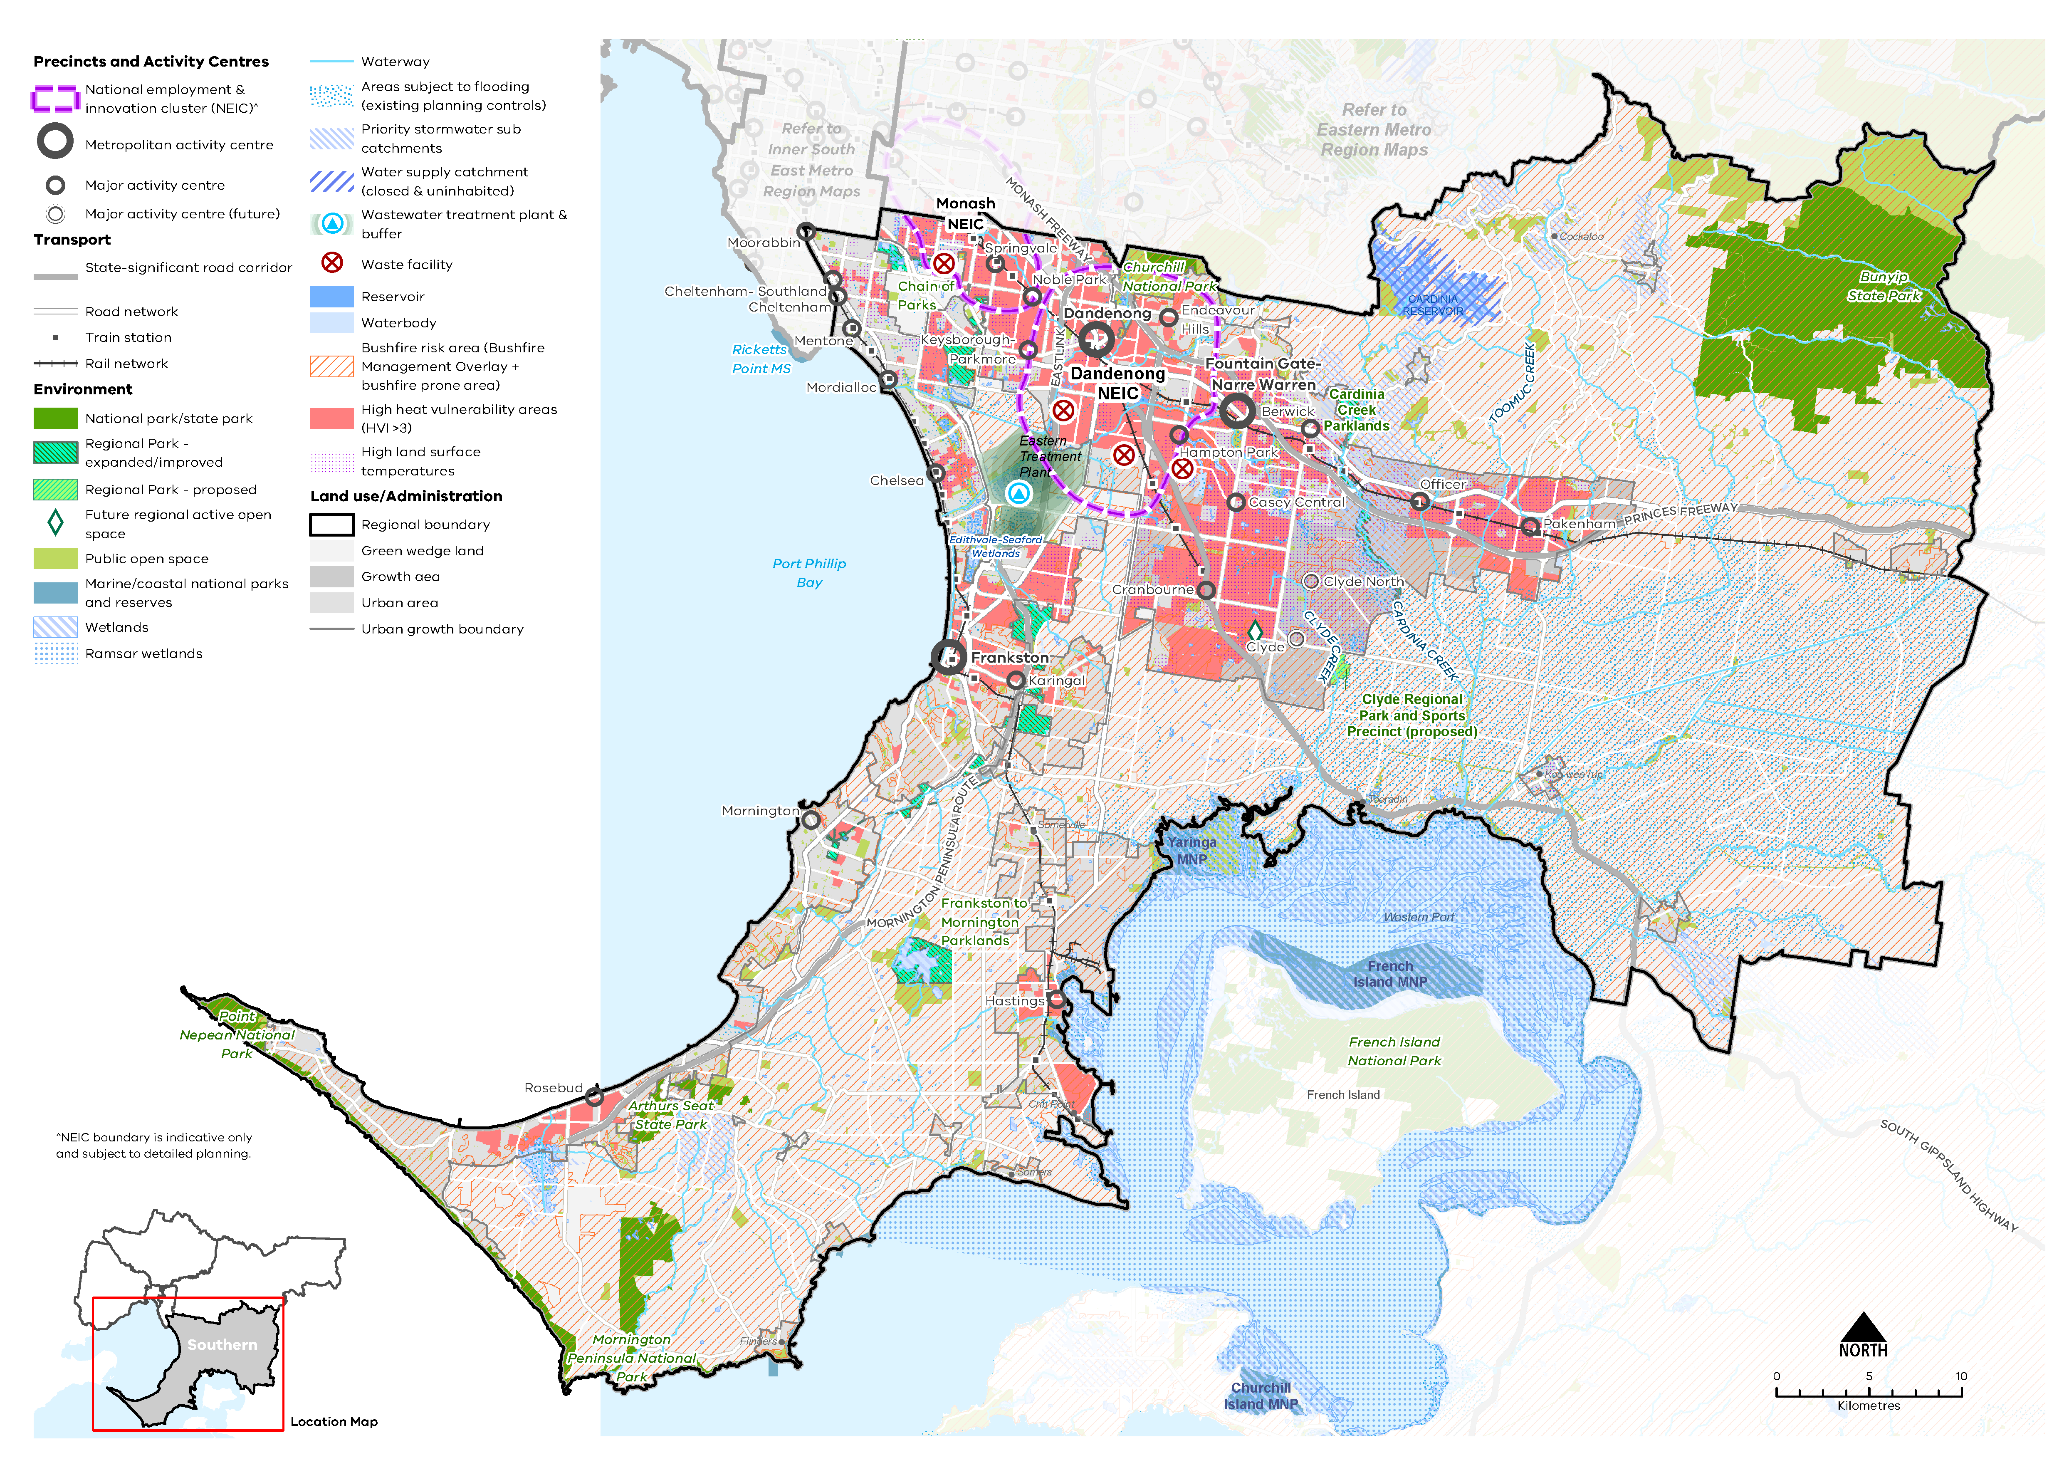 Precincts and Activity Centres
National employment &
innovation cluster (NEIC)^
Metropolitan activity centre
Major activity centre
Major activity centre (future)
Transport
State-significant road corridor
Road network
Train station
Rail network
Environment
National park/state park
Regional Park -
expanded/improved
Regional Park - proposed
Future regional active open
space
Public open space
Marine/coastal national parks
and reserves
Wetlands
Ramsar wetlands
Waterway
Areas subject to flooding
(existing planning controls)
Priority stormwater sub
catchments
Water supply catchment
(closed & uninhabited)
Wastewater treatment plant &
buffer
Waste facility
Reservoir
Waterbody
Bushfire risk area (Bushfire
Management Overlay +
bushfire prone area)
High heat vulnerability areas
(HVI >3)
High land surface
temperatures
Land use/Administration
Regional boundary
Green wedge land
Growth aea
Urban area
Urban growth boundary
Refer to
Inner South
East Metro
Region Maps
Refer to
Eastern Metro
Region Maps
MONASH FREEWAY
Monash
NEIC
Moorabbin
Springvale
Noble Park
Churchill
National Park
Cheltenham- Southland
Cheltenham
Chain of
Parks
Dandenong
Endeavour
Hills
Mentone
Keysborough-
Parkmore
EASTLINK
Ricketts
Point MS
Mordialloc
Dandenong
NEIC
Fountain Gate-
Narre Warren
Berwick
Cardinia
Creek
Parklands
CARDINIA
RESERVOIR
Cockatoo
Bunyip
State Park
TOOMUC CREEK
Eastern
Treatment
Plant
Hampton Park
Chelsea
Casey Central
Officer
Pakenham
PRINCES FREEWAY
Edithvale-Seaford
Wetlands
Port Phillip
Bay
Cranbourne
Clyde North
Clyde
CLYDE CREEK
CARDINIA CREEK
Frankston
Karingal
Clyde Regional
Park and Sports
Precinct (proposed)
Koo Wee Rup
Tooradin
Mornington
Somerville
Yaringa
MNP
MORNINGTON PENINSULA ROUTE
Frankston to
Mornington
Parklands
Western Port
French
Island MNP
Hastings
French Island
National Park
French Island
Point
Nepean National
Park
Rosebud
Arthurs Seat
State Park
Crib Point
Somers
SOUTH GIPPSLAND HIGHWAY
Flinders
Mornington
Peninsula National
Park
Churchill
Island MNP
^NEIC boundary is indicative only
and subject to detailed planning.
Southern
Location Map
NORTH
0 5 10
Kilometres